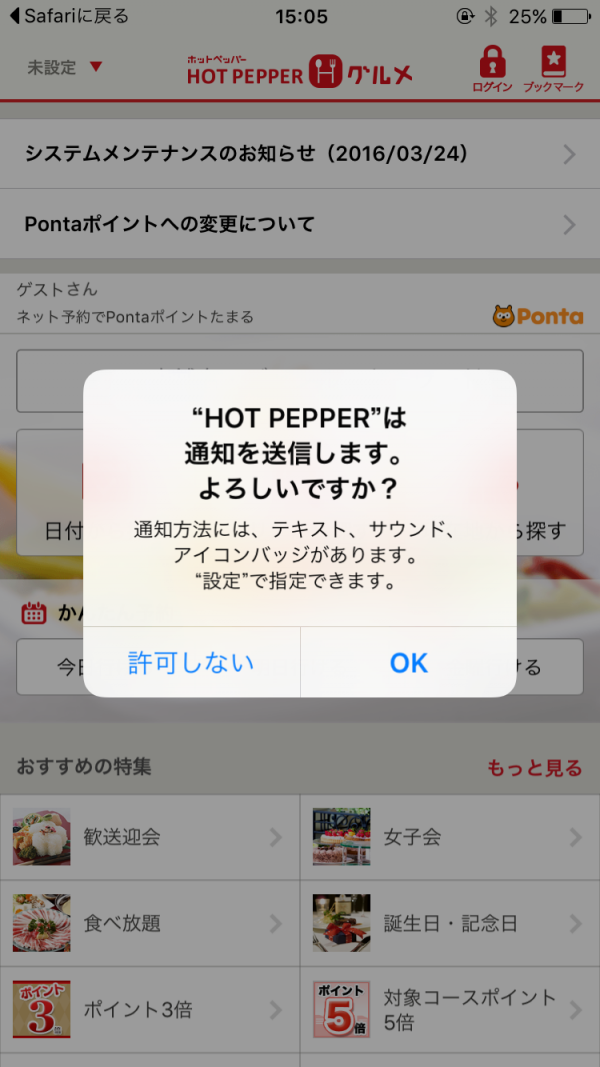 Safariに戻る 15:05 25%
未設定 ▼
ホットペッパー
HOT PEPPER グルメ
ログイン ブックマーク
システムメンテナンスのお知らせ（2016/03/24）
Pontaポイントへの変更について
ゲストさん
ネット予約でPontaポイントたまる
Ponta
“HOT PEPPER”は
通知を送信します。
よろしいですか？
通知方法には、テキスト、サウンド、
アイコンバッジがあります。
“設定”で指定できます。
日付 ら探す
か
今日 ける
許可しない OK
おすすめの特集 もっと見る
歓送迎会 女子会
食べ放題 誕生日・記念日
ポイント3倍 ポイント3倍
ポイント5倍 対象コースポイント
5倍